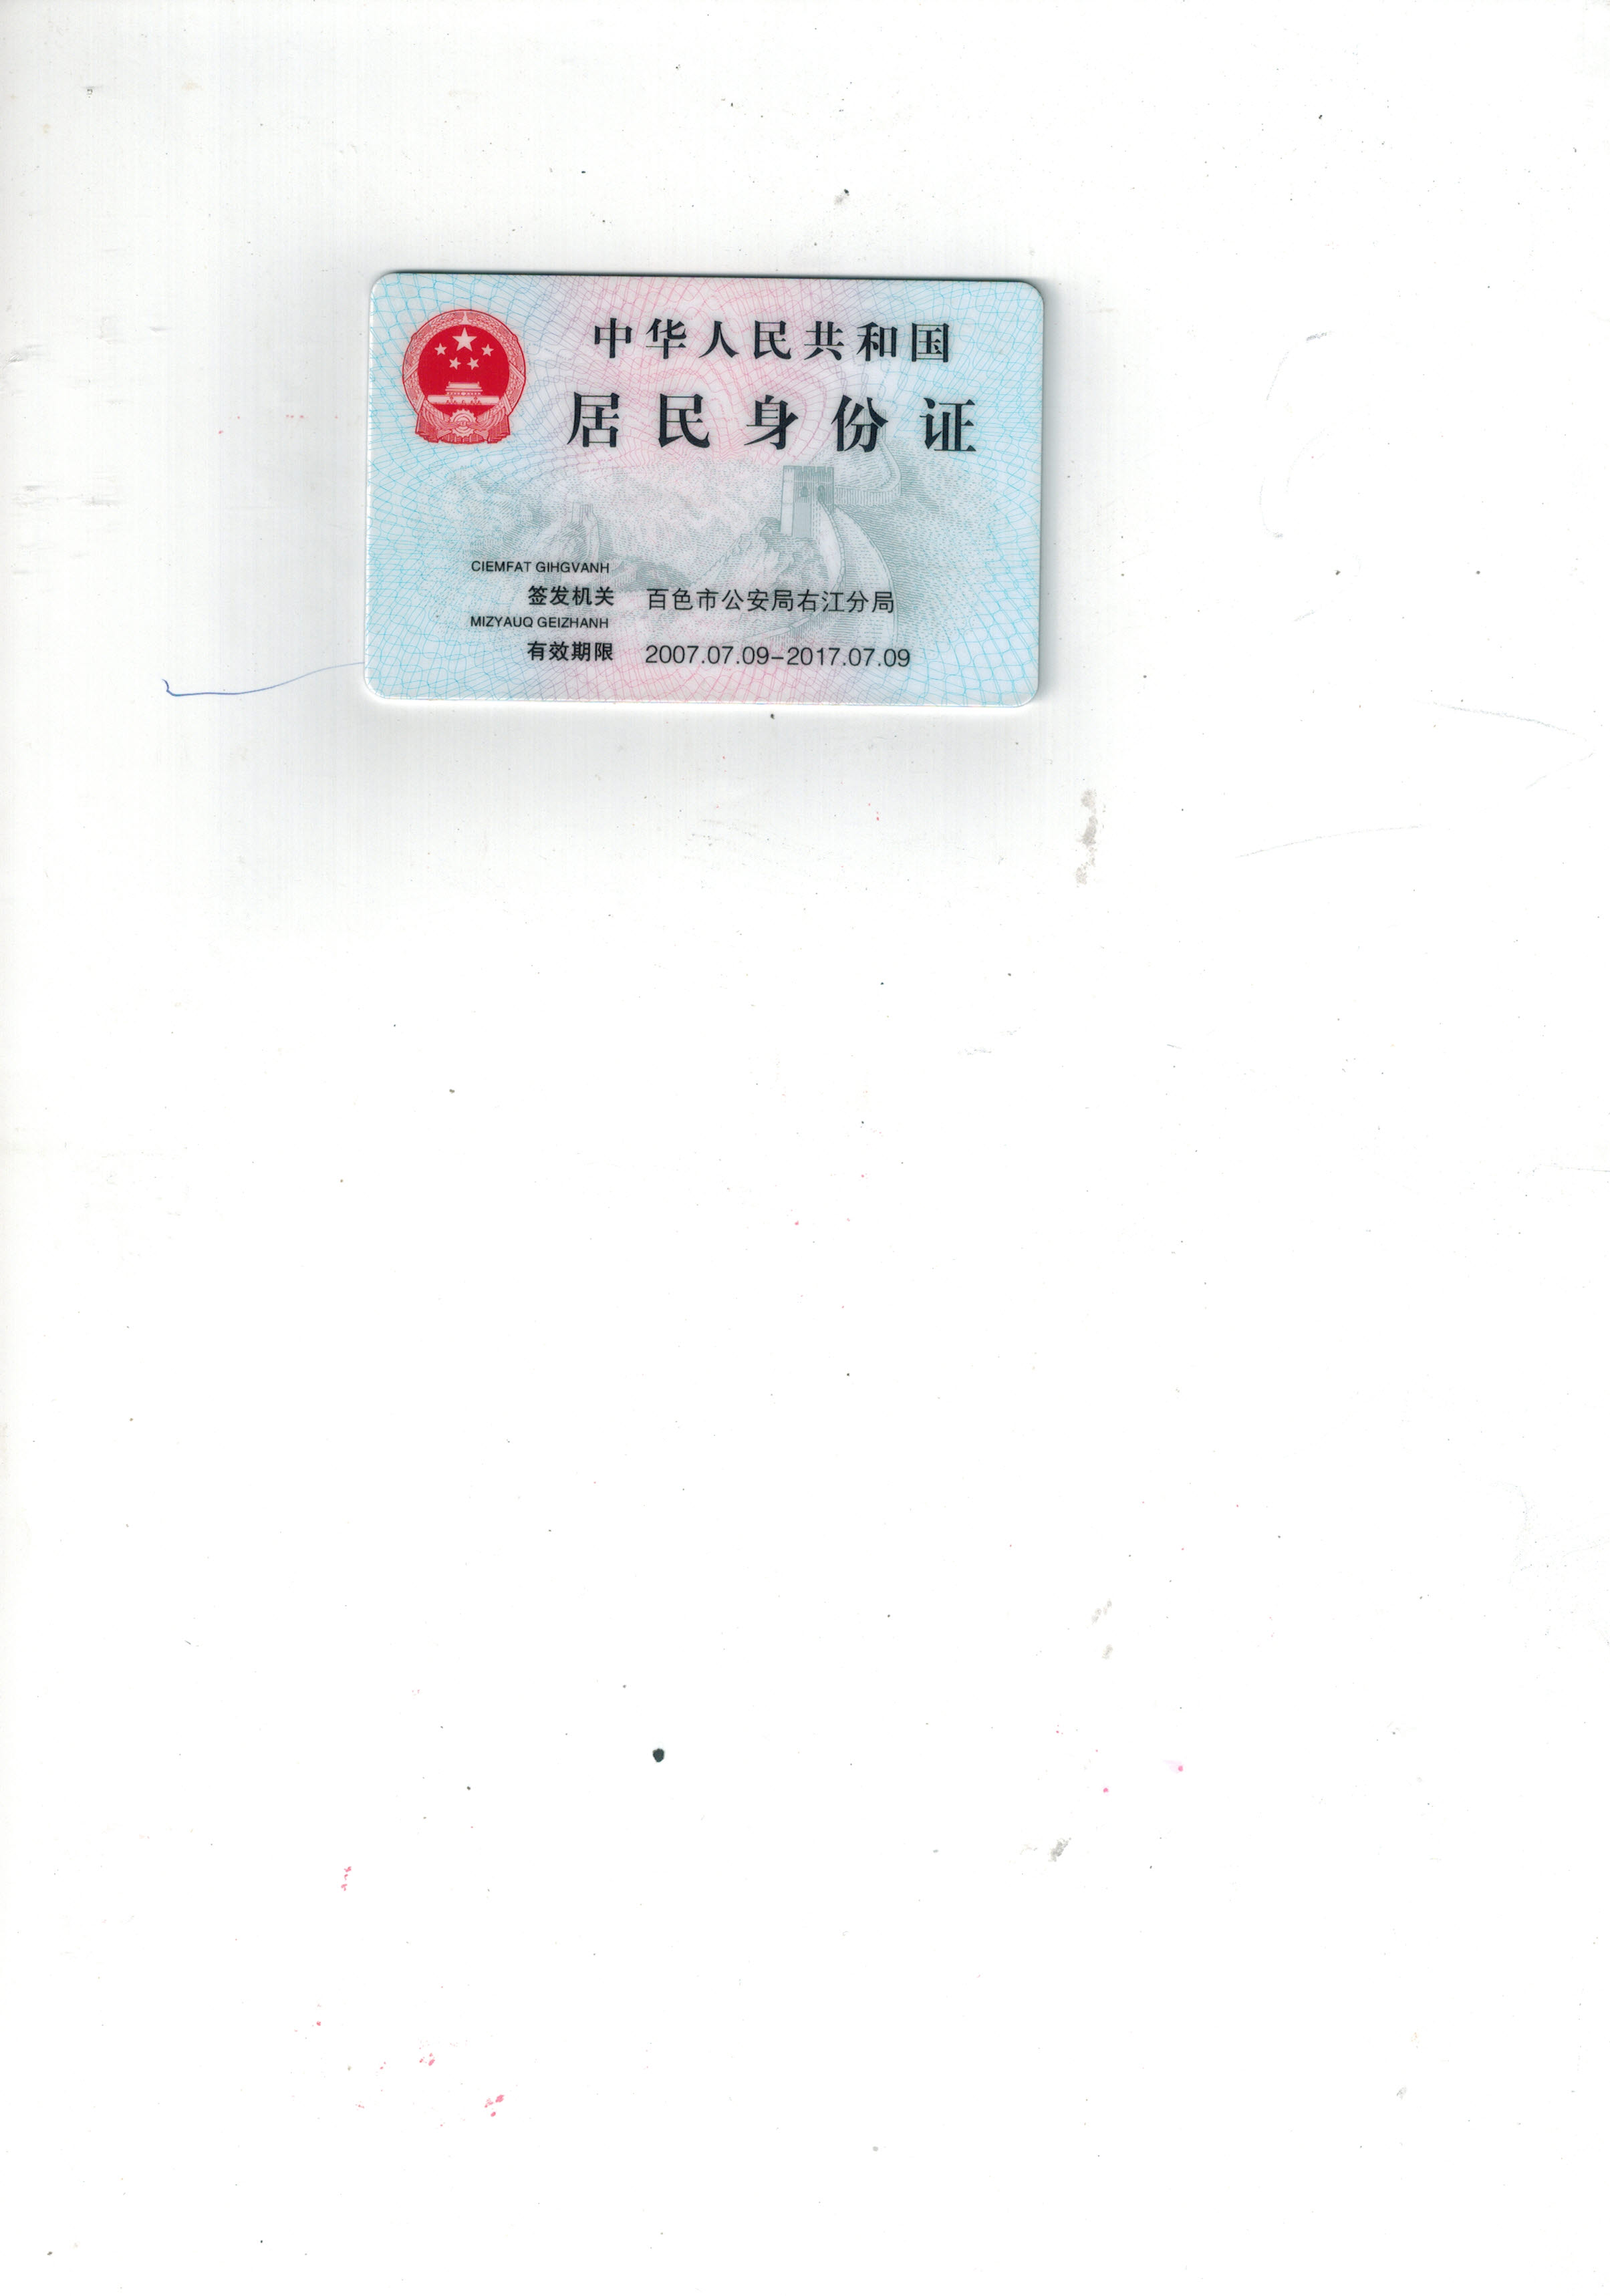 中华人民共和国
居民身份证
CIEMFAT GIHGVANH
签发机关 百色市公安局右江分局
MIZYAUQ GEIZHANH
有效期限 2007.07.09-2017.07.09